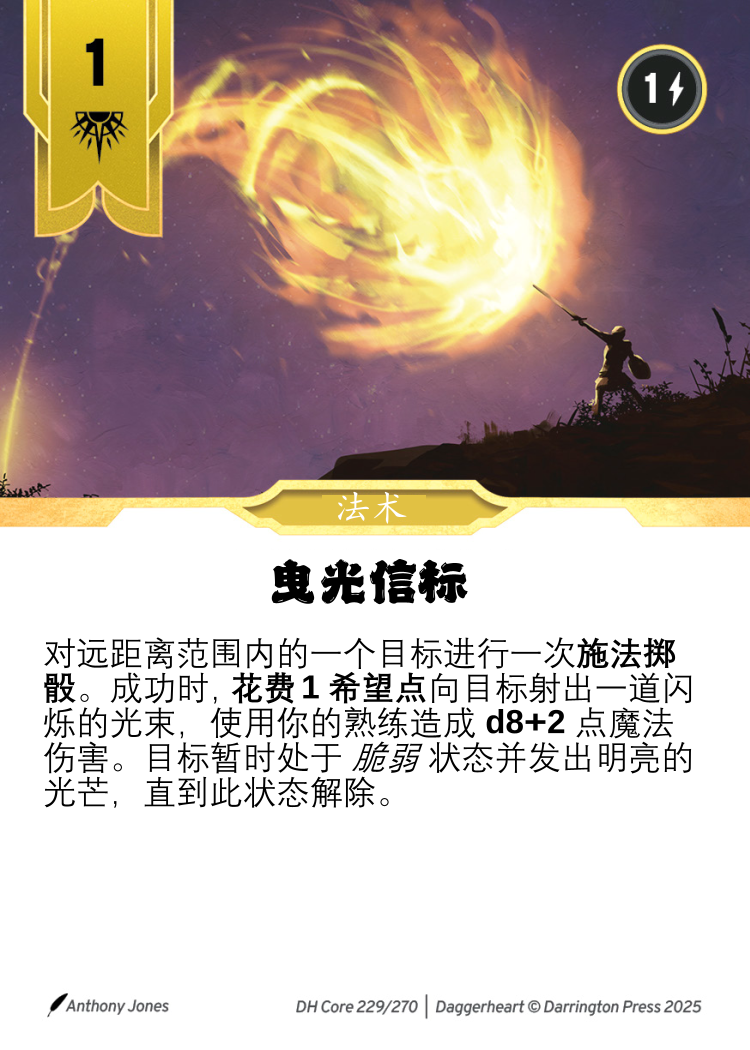 1
1
法术
曳光信标
对远距离范围内的一个目标进行一次施法掷
骰。成功时, 花费 1 希望点向目标射出一道闪
烁的光束，使用你的熟练造成 d8+2 点魔法
伤害。目标暂时处于 脆弱 状态并发出明亮的
光芒，直到此状态解除。
Anthony Jones
DH Core 229/270 | Daggerheart © Darrington Press 2025